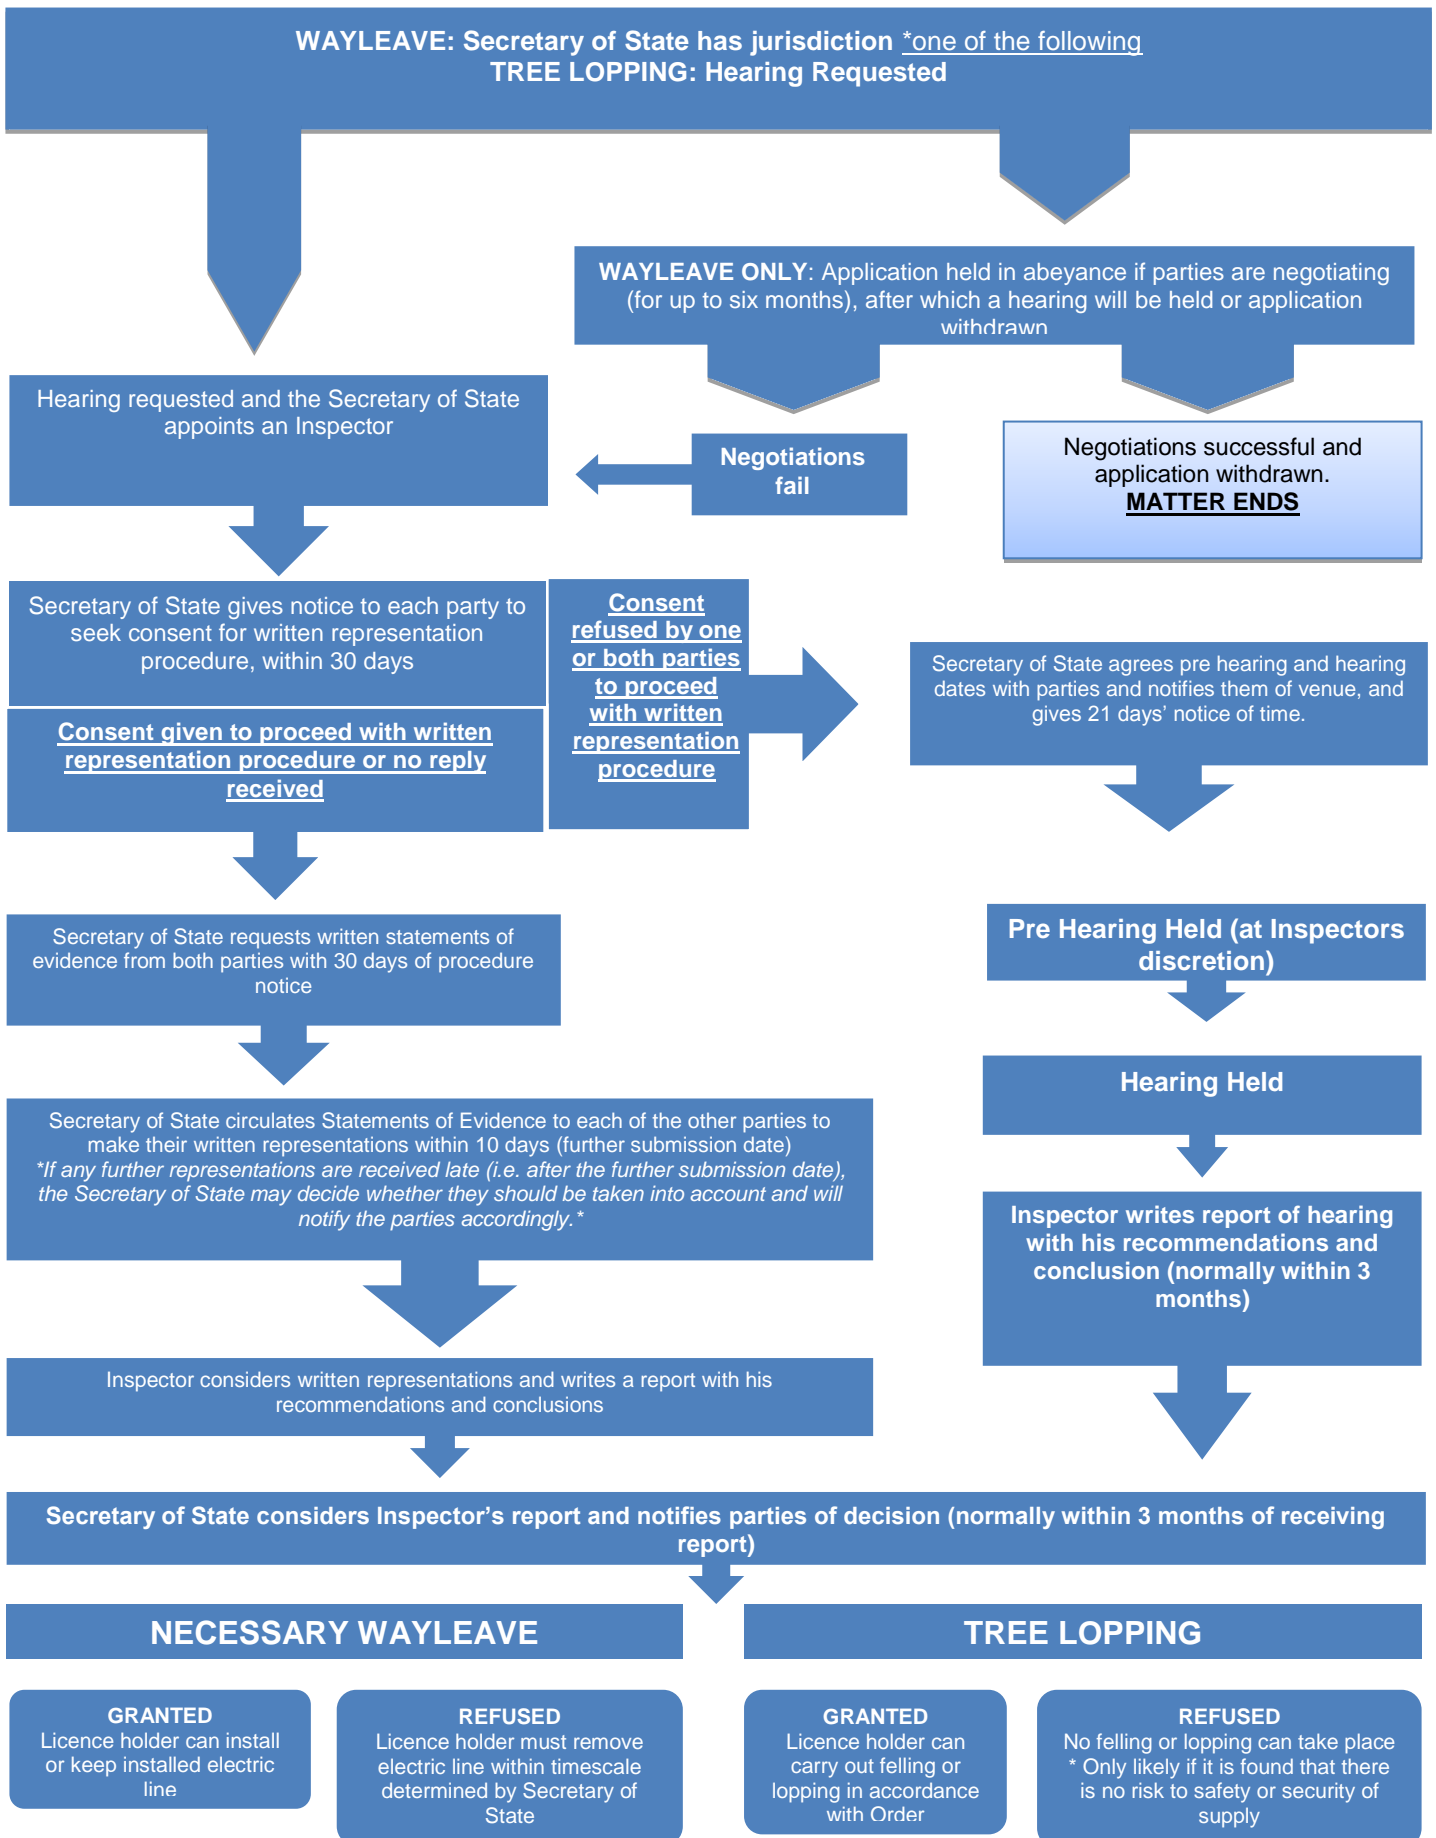 WAYLEAVE: Secretary of State has jurisdiction *one of the following
TREE LOPPING: Hearing Requested
WAYLEAVE ONLY: Application held in abeyance if parties are negotiating
(for up to six months), after which a hearing will be held or application
withdrawn
Hearing requested and the Secretary of State
appoints an Inspector
Negotiations
fail
Negotiations successful and
application withdrawn.
MATTER ENDS
Secretary of State gives notice to each party to
seek consent for written representation
procedure, within 30 days
Consent given to proceed with written
representation procedure or no reply
received
Consent
refused by one
or both parties
to proceed
with written
representation
procedure
Secretary of State agrees pre hearing and hearing
dates with parties and notifies them of venue, and
gives 21 days’ notice of time.
Secretary of State requests written statements of
evidence from both parties with 30 days of procedure
notice
Pre Hearing Held (at Inspectors
discretion)
Hearing Held
Secretary of State circulates Statements of Evidence to each of the other parties to
make their written representations within 10 days (further submission date)
*If any further representations are received late (i.e. after the further submission date),
the Secretary of State may decide whether they should be taken into account and will
notify the parties accordingly.*
Inspector writes report of hearing
with his recommendations and
conclusion (normally within 3
months)
Inspector considers written representations and writes a report with his
recommendations and conclusions
Secretary of State considers Inspector’s report and notifies parties of decision (normally within 3 months of receiving
report)
NECESSARY WAYLEAVE
TREE LOPPING
GRANTED
Licence holder can install
or keep installed electric
line
REFUSED
Licence holder must remove
electric line within timescale
determined by Secretary of
State
GRANTED
Licence holder can
carry out felling or
lopping in accordance
with Order
REFUSED
No felling or lopping can take place
* Only likely if it is found that there
is no risk to safety or security of
supply